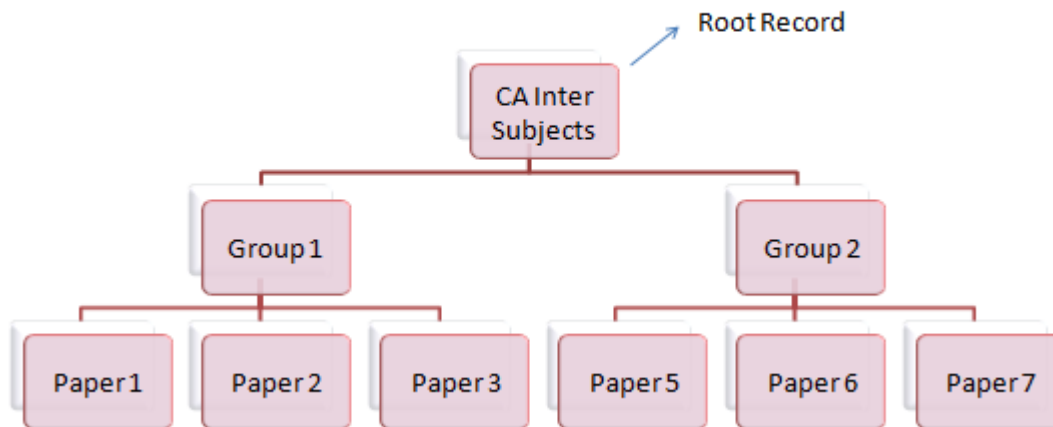 Root Record
CA Inter
Subjects
Group 1
Group 2
Paper 1
Paper 2
Paper 3
Paper 5
Paper 6
Paper 7